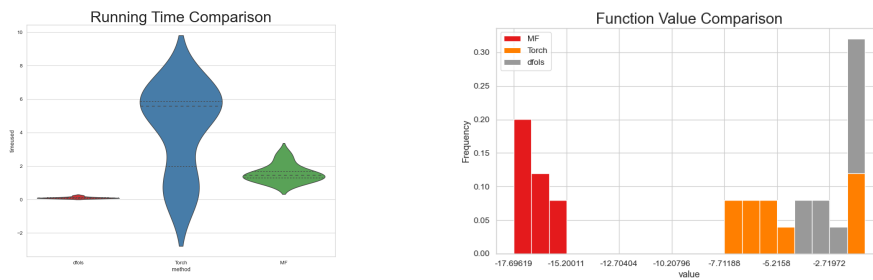 Running Time Comparison
timeused
10
8
6
4
2
0
−2
dfols
Torch
MF
method
Function Value Comparison
MF
Torch
dfols
Frequency
0.30
0.25
0.20
0.15
0.10
0.05
0.00
-17.69619
-15.20011
-12.70404
-10.20796
-7.71188
-5.2158
-2.71972
value